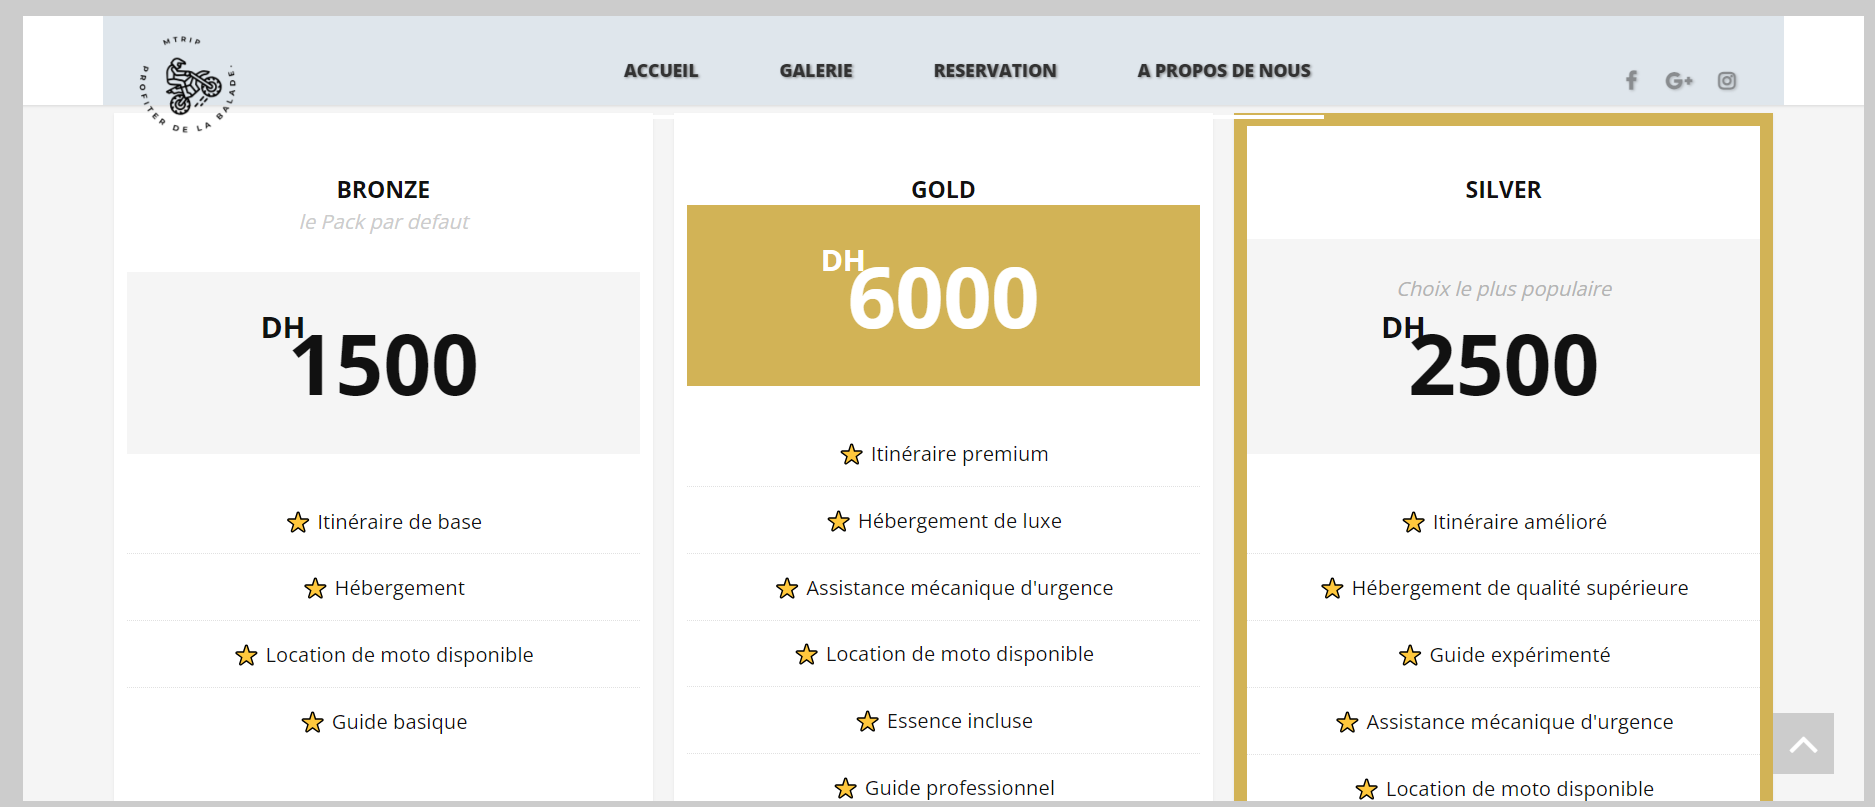 MTRIP
PROFITER DE LA BALADE.
ACCUEIL
GALERIE
RESERVATION
A PROPOS DE NOUS
G+
BRONZE
le Pack par defaut
DH
1500
Itinéraire de base
Hébergement
Location de moto disponible
Guide basique
GOLD
DH
6000
Itinéraire premium
Hébergement de luxe
Assistance mécanique d'urgence
Location de moto disponible
Essence incluse
Guide professionnel
SILVER
Choix le plus populaire
DH
2500
Itinéraire amélioré
Hébergement de qualité supérieure
Guide expérimenté
Assistance mécanique d'urgence
Location de moto disponible